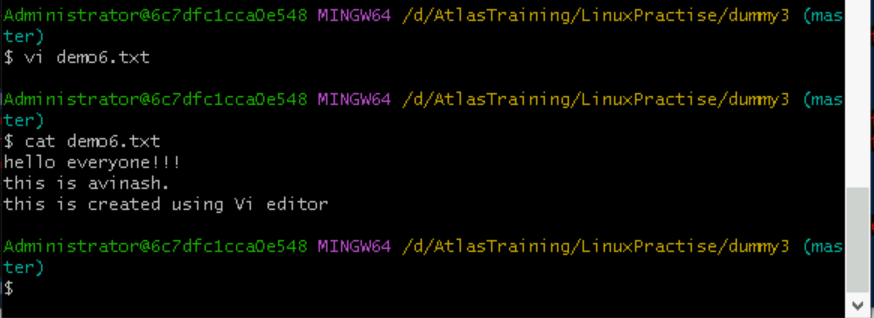 Administrator@6c7dfc1cca0e548 MINGW64 /d/AtlasTraining/LinuxPractise/dummy3 (mas
ter)
$ vi demo6.txt
Administrator@6c7dfc1cca0e548 MINGW64 /d/AtlasTraining/LinuxPractise/dummy3 (mas
ter)
$ cat demo6.txt
hello everyone!!!
this is avinash.
this is created using Vi editor
Administrator@6c7dfc1cca0e548 MINGW64 /d/AtlasTraining/LinuxPractise/dummy3 (mas
ter)
$